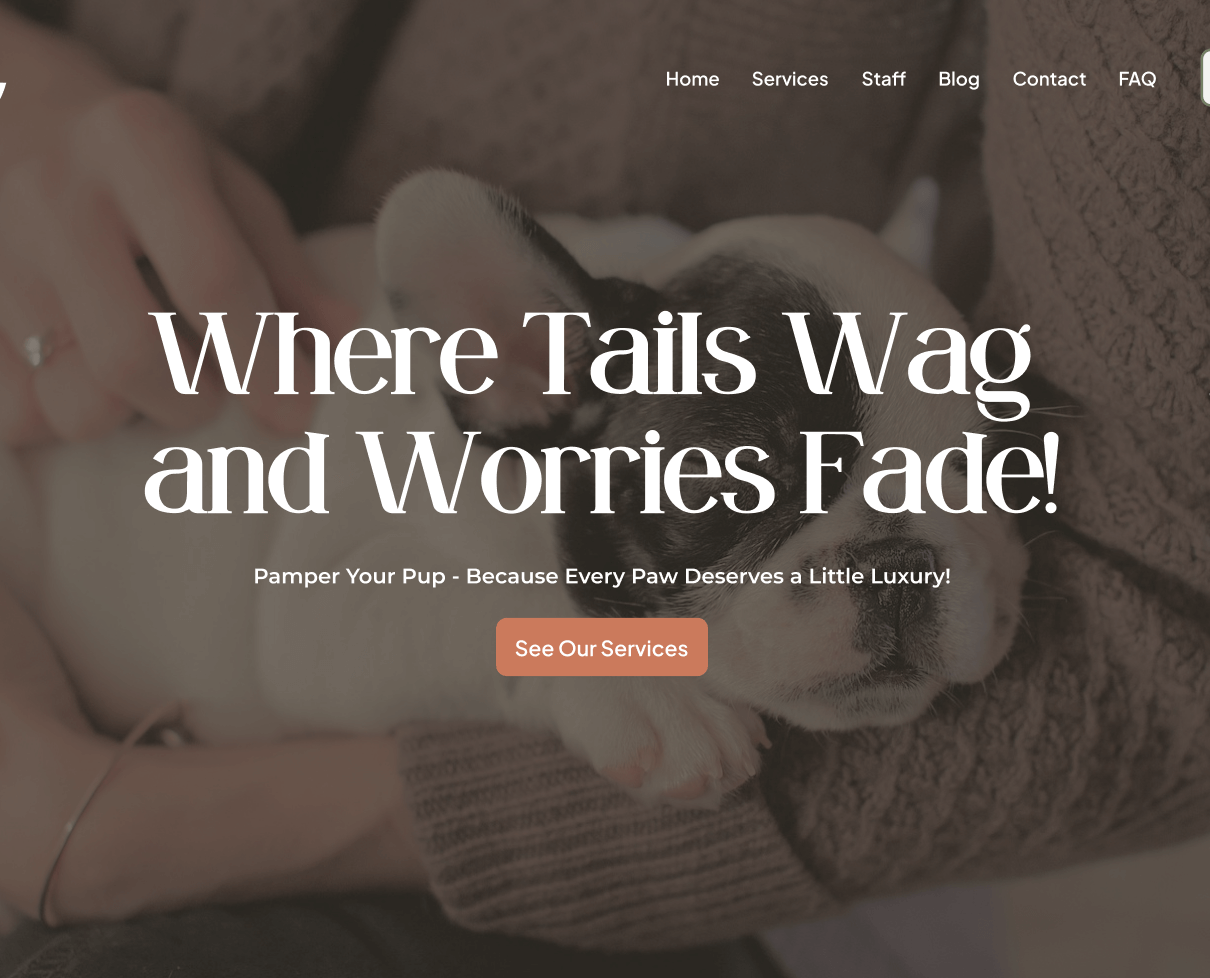 Home Services Staff Blog Contact FAQ
Where Tails Wag
and Worries Fade!
Pamper Your Pup - Because Every Paw Deserves a Little Luxury!
See Our Services